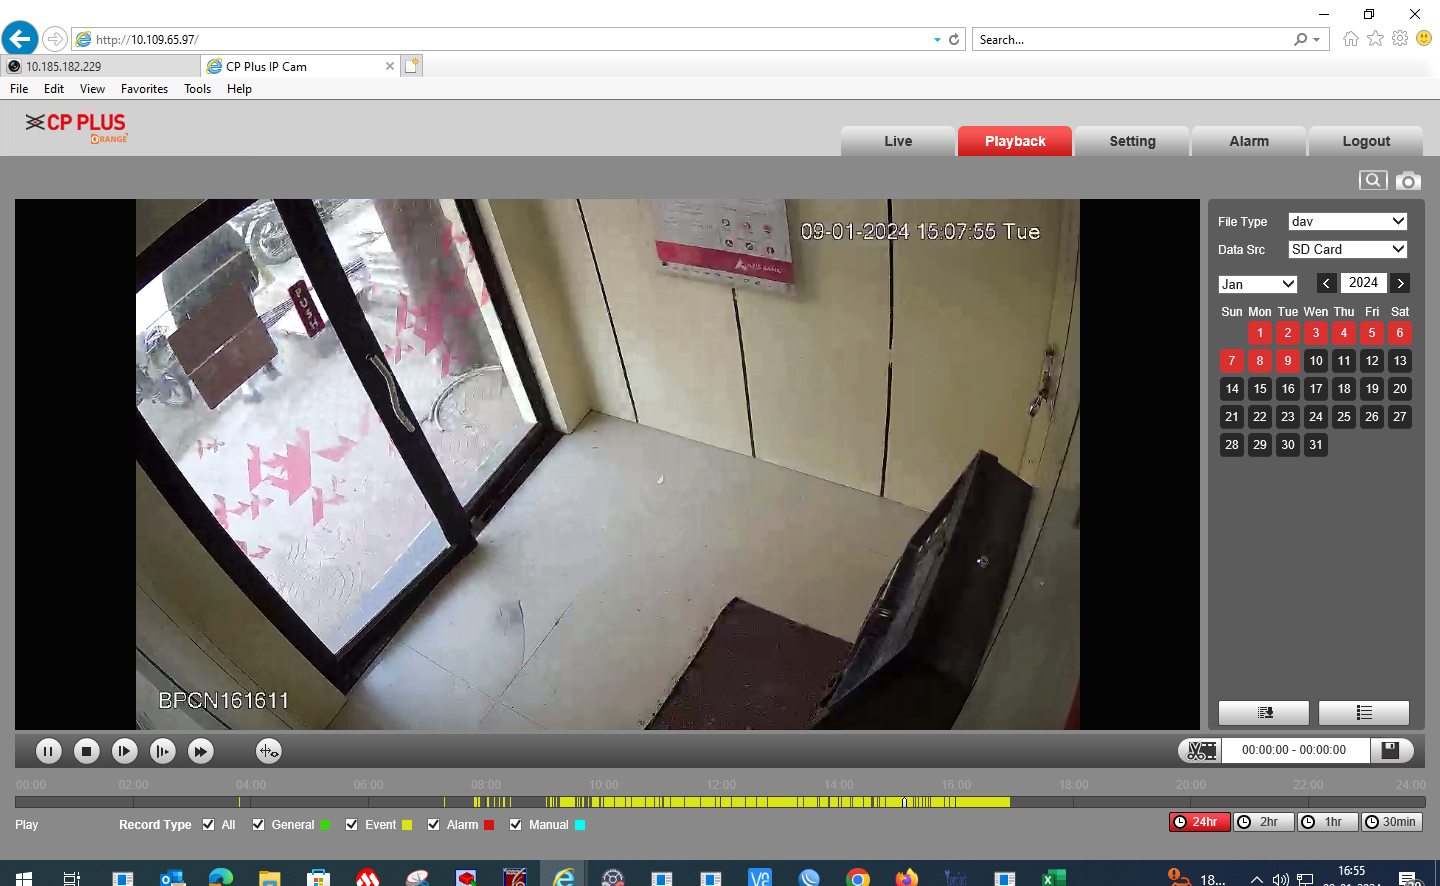 http://10.109.65.97/
Search...
10.185.182.229
CP Plus IP Cam
File Edit View Favorites Tools Help
CP PLUS
ORANGE
Live Playback Setting Alarm Logout
09-01-2024 15:07:55 Tue
AXIS BANK
PUSH
BPCN161611
File Type dav
Data Src SD Card
Jan 2024
Sun Mon Tue Wen Thu Fri Sat
1 2 3 4 5 6
7 8 9 10 11 12 13
14 15 16 17 18 19 20
21 22 23 24 25 26 27
28 29 30 31
00:00:00 - 00:00:00
00:00 02:00 04:00 06:00 08:00 10:00 12:00 14:00 16:00 18:00 20:00 22:00 24:00
Play Record Type All General Event Alarm Manual
24hr 2hr 1hr 30min
18...
16:55